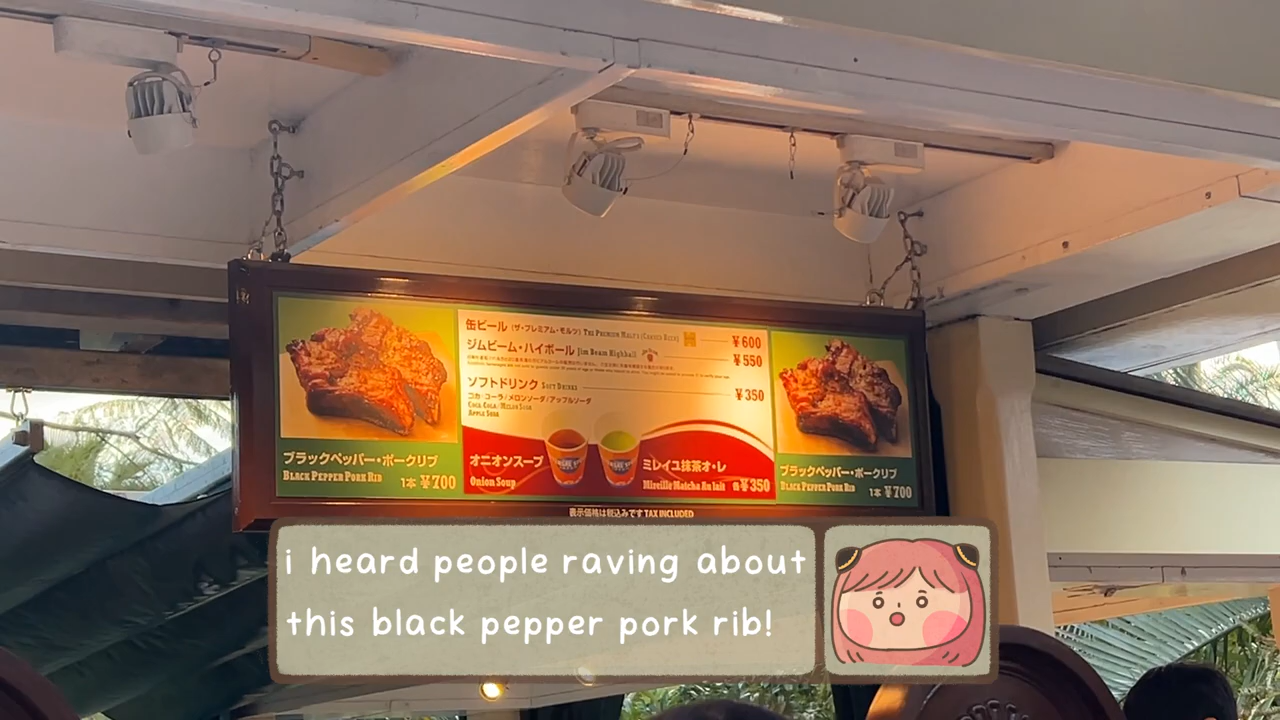 缶ビール (ザ・プレミアム・モルツ) The Premium Malt's (Canned Beer) ¥600
ジムビーム・ハイボール Jim Beam Highball ¥550
ソフトドリンク Soft Drinks ¥350
コカ・コーラ/メロンソーダ/アップルソーダ
Coca Cola/Melon Soda
Apple Soda
ブラックペッパー・ポークリブ
Black Pepper Pork Rib
1本 ¥700
オニオンスープ
Onion Soup
ミレイユ抹茶オ・レ
Mireille Matcha Au lait 各¥350
ブラックペッパー・ポークリブ
Black Pepper Pork Rib
1本 ¥700
表示価格は税込みです TAX INCLUDED
i heard people raving about
this black pepper pork rib!